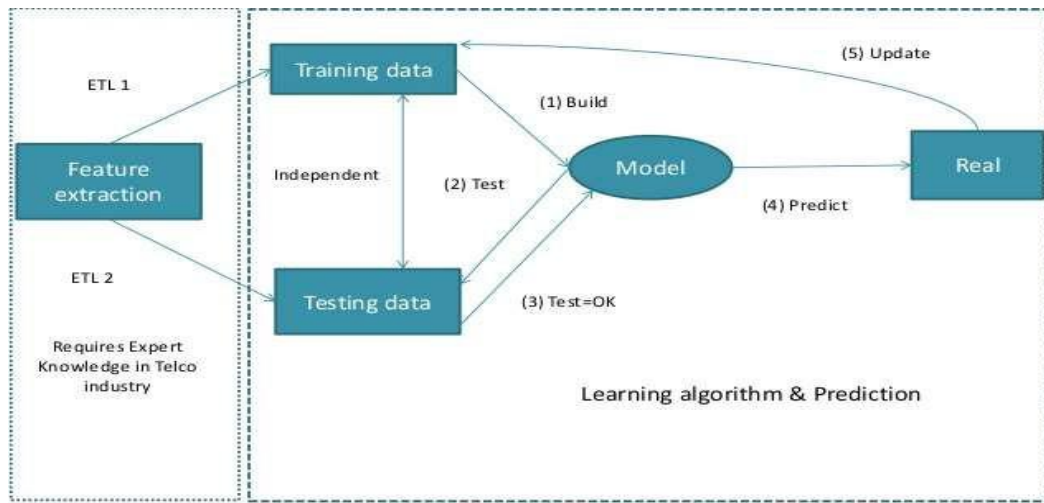 ETL 1
Feature
extraction
ETL 2
Requires Expert
Knowledge in Telco
industry
Training data
(5) Update
(1) Build
Independent
(2) Test
Model
Real
(4) Predict
Testing data
(3) Test=OK
Learning algorithm & Prediction